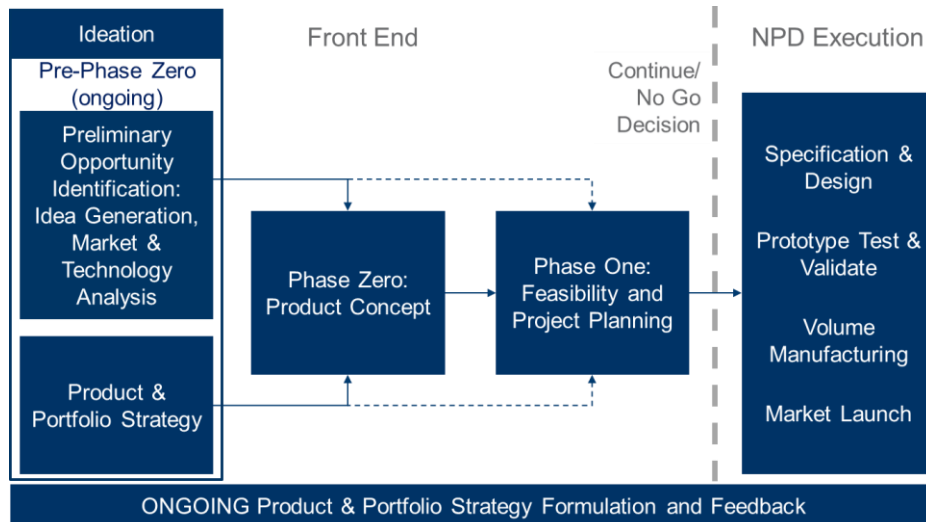 Ideation
Pre-Phase Zero
(ongoing)
Preliminary
Opportunity
Identification:
Idea Generation,
Market &
Technology
Analysis
Product &
Portfolio Strategy
Front End
Phase Zero:
Product Concept
Continue/
No Go
Decision
Phase One:
Feasibility and
Project Planning
NPD Execution
Specification &
Design
Prototype Test &
Validate
Volume
Manufacturing
Market Launch
ONGOING Product & Portfolio Strategy Formulation and Feedback